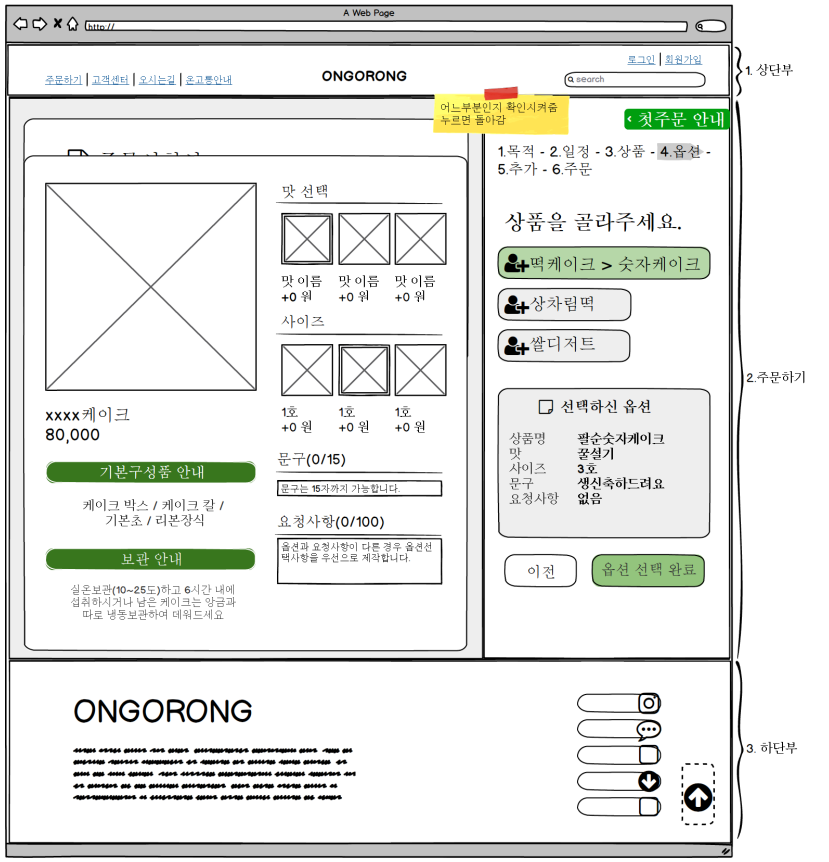 A Web Page
http://
로그인 | 회원가입
주문하기 | 고객센터 | 오시는길 | 온고롱안내
ONGORONG
search
1. 상단부
어느부분인지 확인시켜줌
누르면 돌아감
첫주문 안내
1.목적 - 2.일정 - 3.상품 - 4.옵션 -
5.추가 - 6.주문
맛 선택
맛 이름 맛 이름 맛 이름
+0 원 +0 원 +0 원
사이즈
1호 1호 1호
+0 원 +0 원 +0 원
xxxx케이크
80,000
기본구성품 안내
케이크 박스 / 케이크 칼 /
기본초 / 리본장식
보관 안내
실온보관(10~25도)하고 6시간 내에
섭취하시거나 남은 케이크는 앙금과
따로 냉동보관하여 데워드세요
문구(0/15)
문구는 15자까지 가능합니다.
요청사항(0/100)
옵션과 요청사항이 다른 경우 옵션선
택사항을 우선으로 제작합니다.
상품을 골라주세요.
떡케이크 > 숫자케이크
상차림떡
쌀디저트
선택하신 옵션
상품명 팥순숫자케이크
맛 꿀설기
사이즈 3호
문구 생신축하드려요
요청사항 없음
이전
옵션 선택 완료
2.주문하기
ONGORONG
3. 하단부